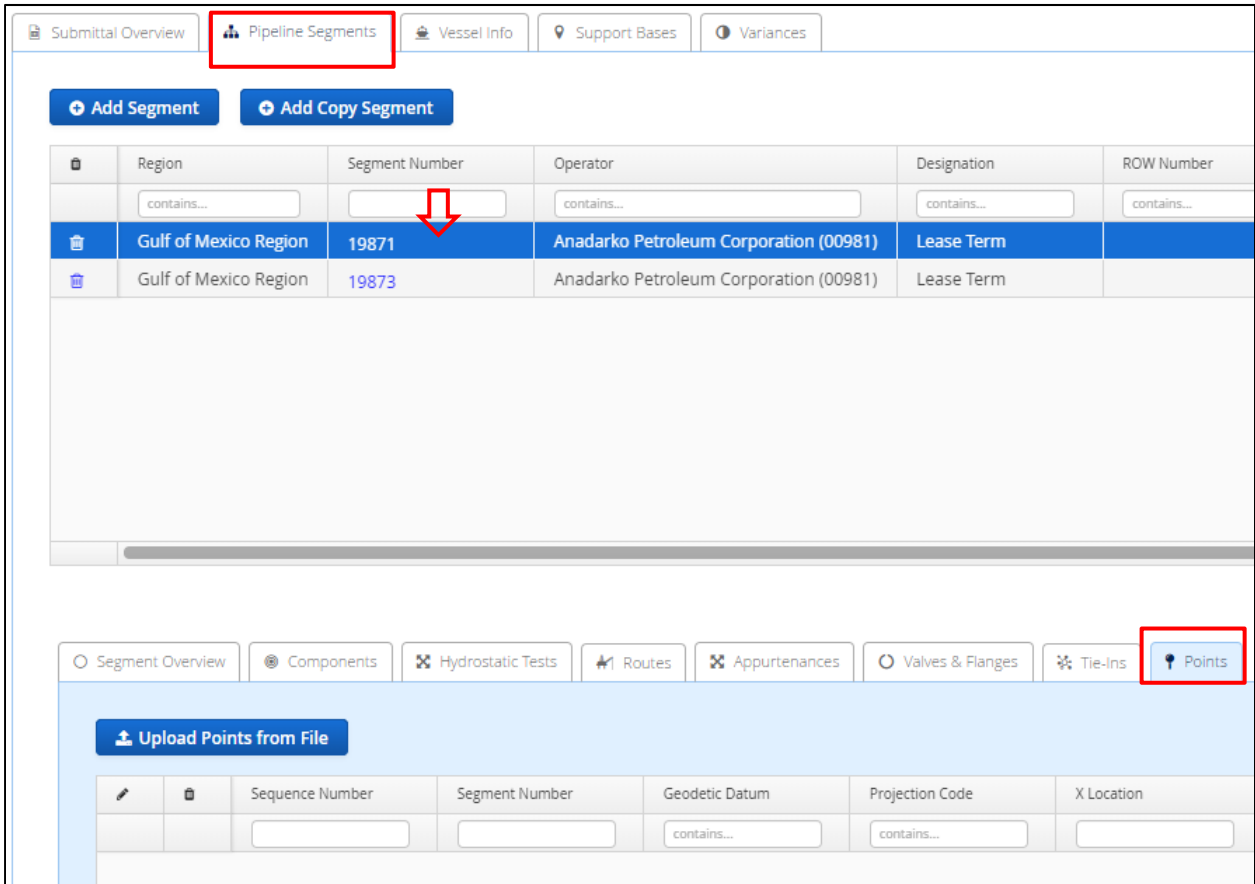 Submittal Overview Pipeline Segments Vessel Info Support Bases Variances
Add Segment Add Copy Segment
Region Segment Number Operator Designation ROW Number
contains... contains... contains... contains...
Gulf of Mexico Region 19871 Anadarko Petroleum Corporation (00981) Lease Term
Gulf of Mexico Region 19873 Anadarko Petroleum Corporation (00981) Lease Term
Segment Overview Components Hydrostatic Tests Routes Appurtenances Valves & Flanges Tie-Ins Points
Upload Points from File
Sequence Number Segment Number Geodetic Datum Projection Code X Location
contains... contains...